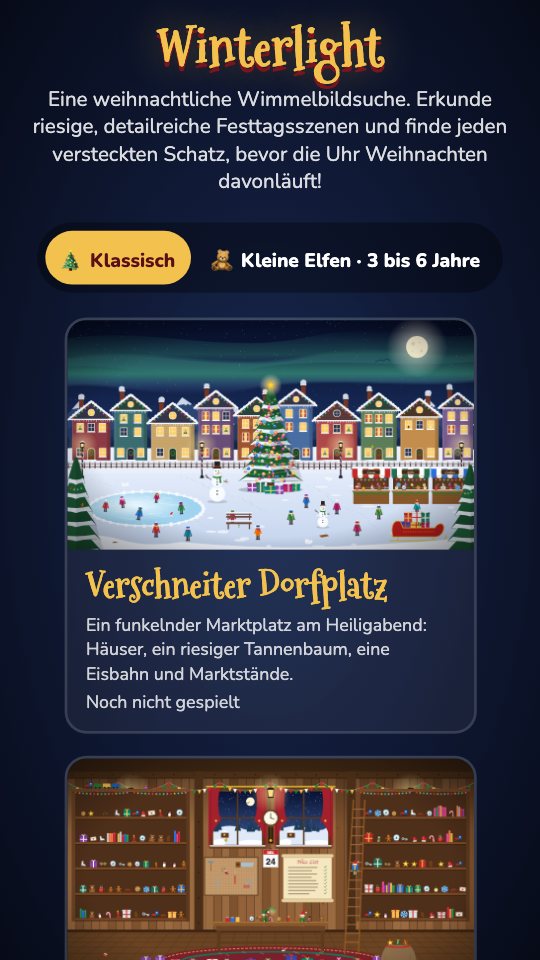 Winterlight
Eine weihnachtliche Wimmelbildsuche. Erkunde
riesige, detailreiche Festtagsszenen und finde jeden
versteckten Schatz, bevor die Uhr Weihnachten
davonläuft!
Klassisch
Kleine Elfen · 3 bis 6 Jahre
Verschneiter Dorfplatz
Ein funkelnder Marktplatz am Heiligabend:
Häuser, ein riesiger Tannenbaum, eine
Eisbahn und Marktstände.
Noch nicht gespielt
24
Nice List